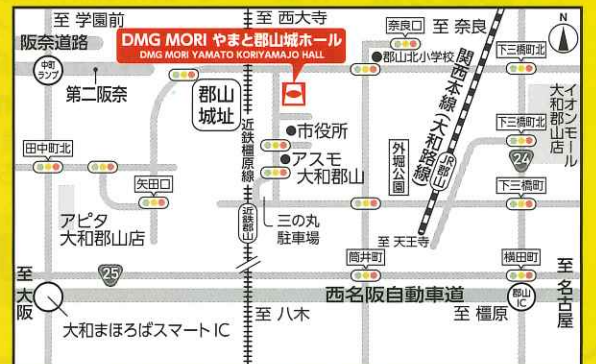 至 学園前
至 西大寺
奈良口
至 奈良
N
阪奈道路
DMG MORI やまと郡山城ホール
DMG MORI YAMATO KORIYAMAJO HALL
下三橋町北
中町
ランプ
第二阪奈
郡山北小学校
関西本線(大和路線)
郡山
城址
近鉄橿原線
市役所
アスモ
大和郡山
外堀公園
JR郡山
下三橋町北
24
イオンモール
大和郡山店
田中町北
矢田口
下三橋町
アピタ
大和郡山店
近鉄郡山
三の丸
駐車場
至 天王寺
筒井町
横田町
至 大阪
25
西名阪自動車道
郡山
IC
至 名古屋
大和まほろばスマートIC
至 八木
至 橿原